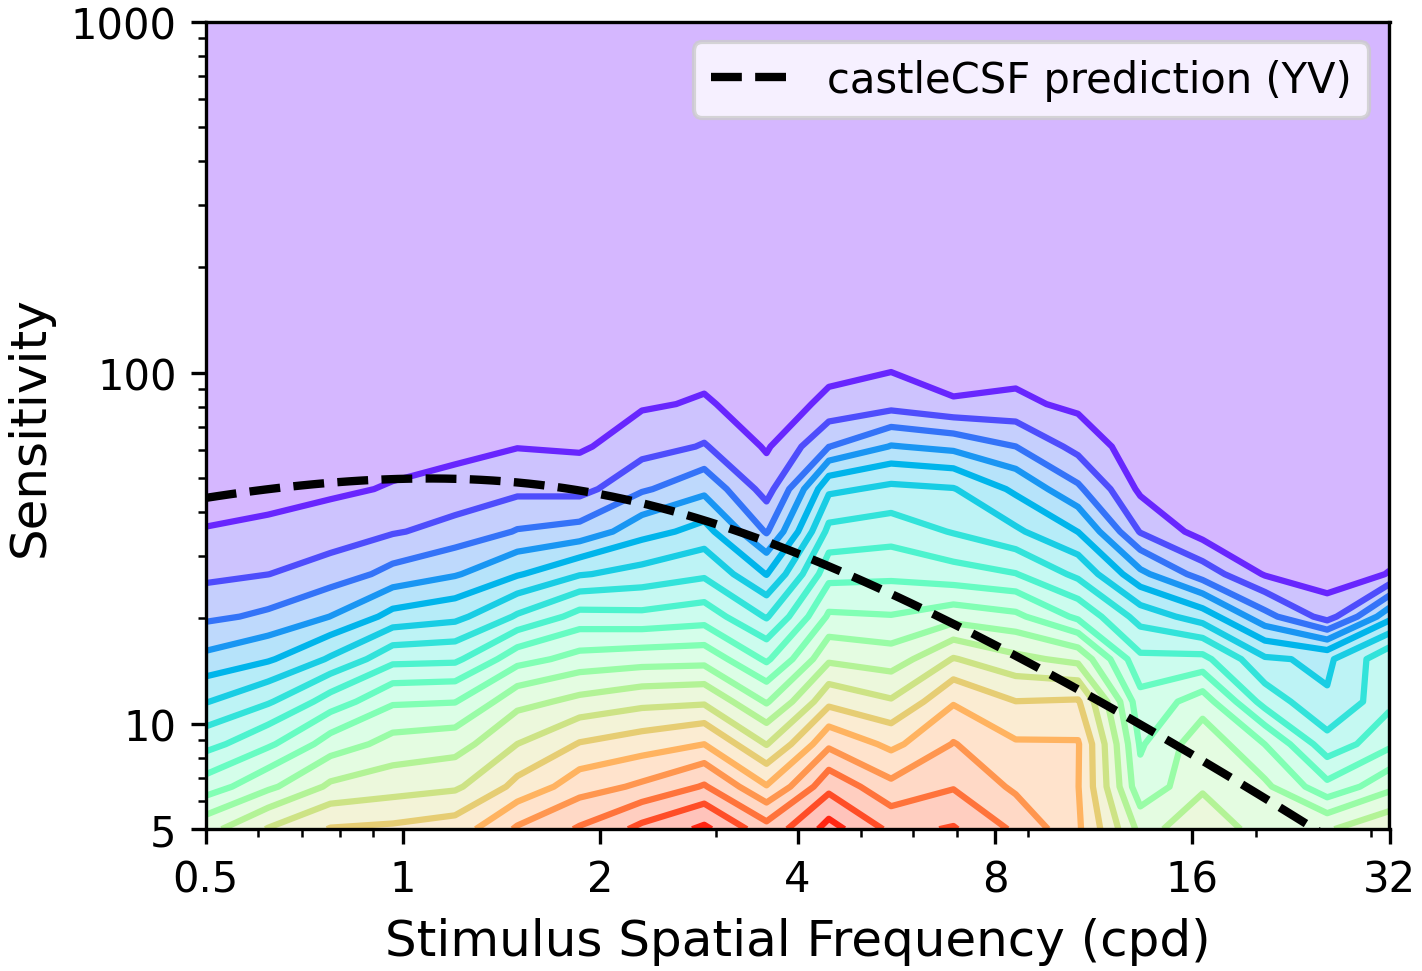 1000
100
10
5
Sensitivity
castleCSF prediction (YV)
0.5 1 2 4 8 16 32
Stimulus Spatial Frequency (cpd)